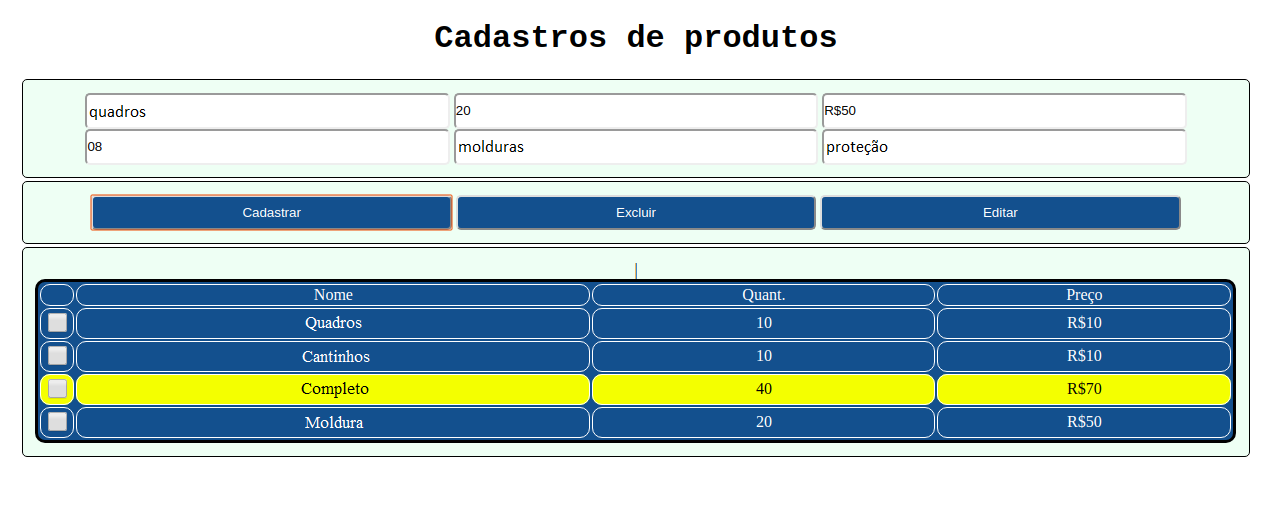 Cadastros de produtos
quadros 20 R$50
08 molduras proteção
Cadastrar Excluir Editar
Nome Quant. Preço
Quadros 10 R$10
Cantinhos 10 R$10
Completo 40 R$70
Moldura 20 R$50